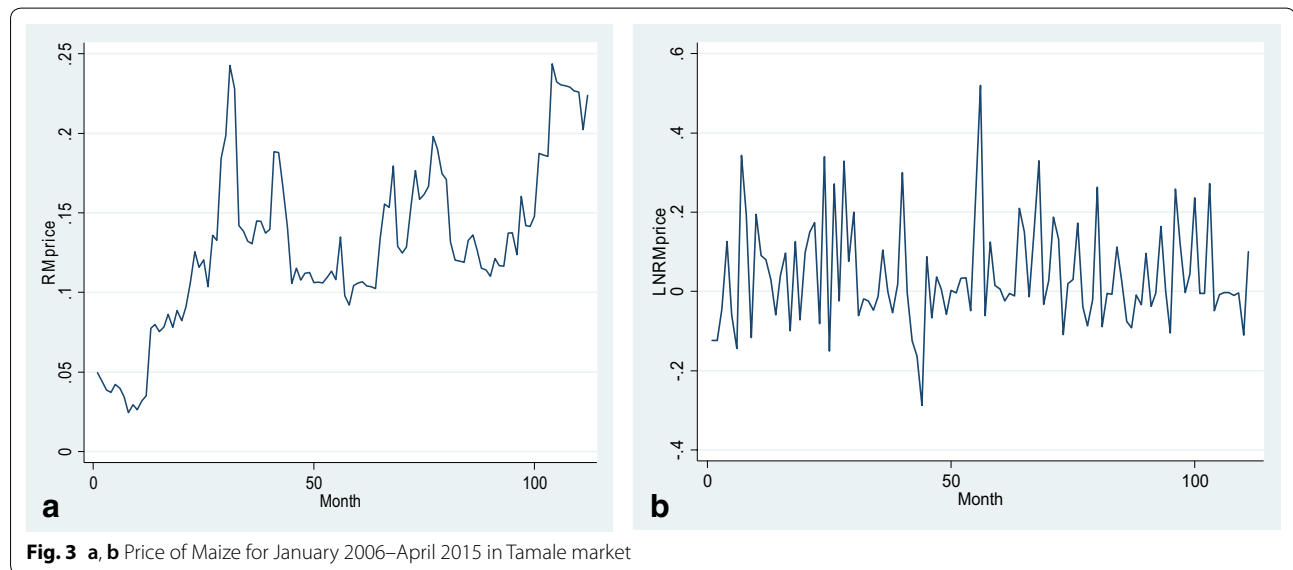 .25
.2
.15
.1
.05
0
RMprice
0 50 100
Month
a
.6
.4
.2
0
-.2
-.4
LNRMprice
0 50 100
Month
b
Fig. 3 a, b Price of Maize for January 2006–April 2015 in Tamale market